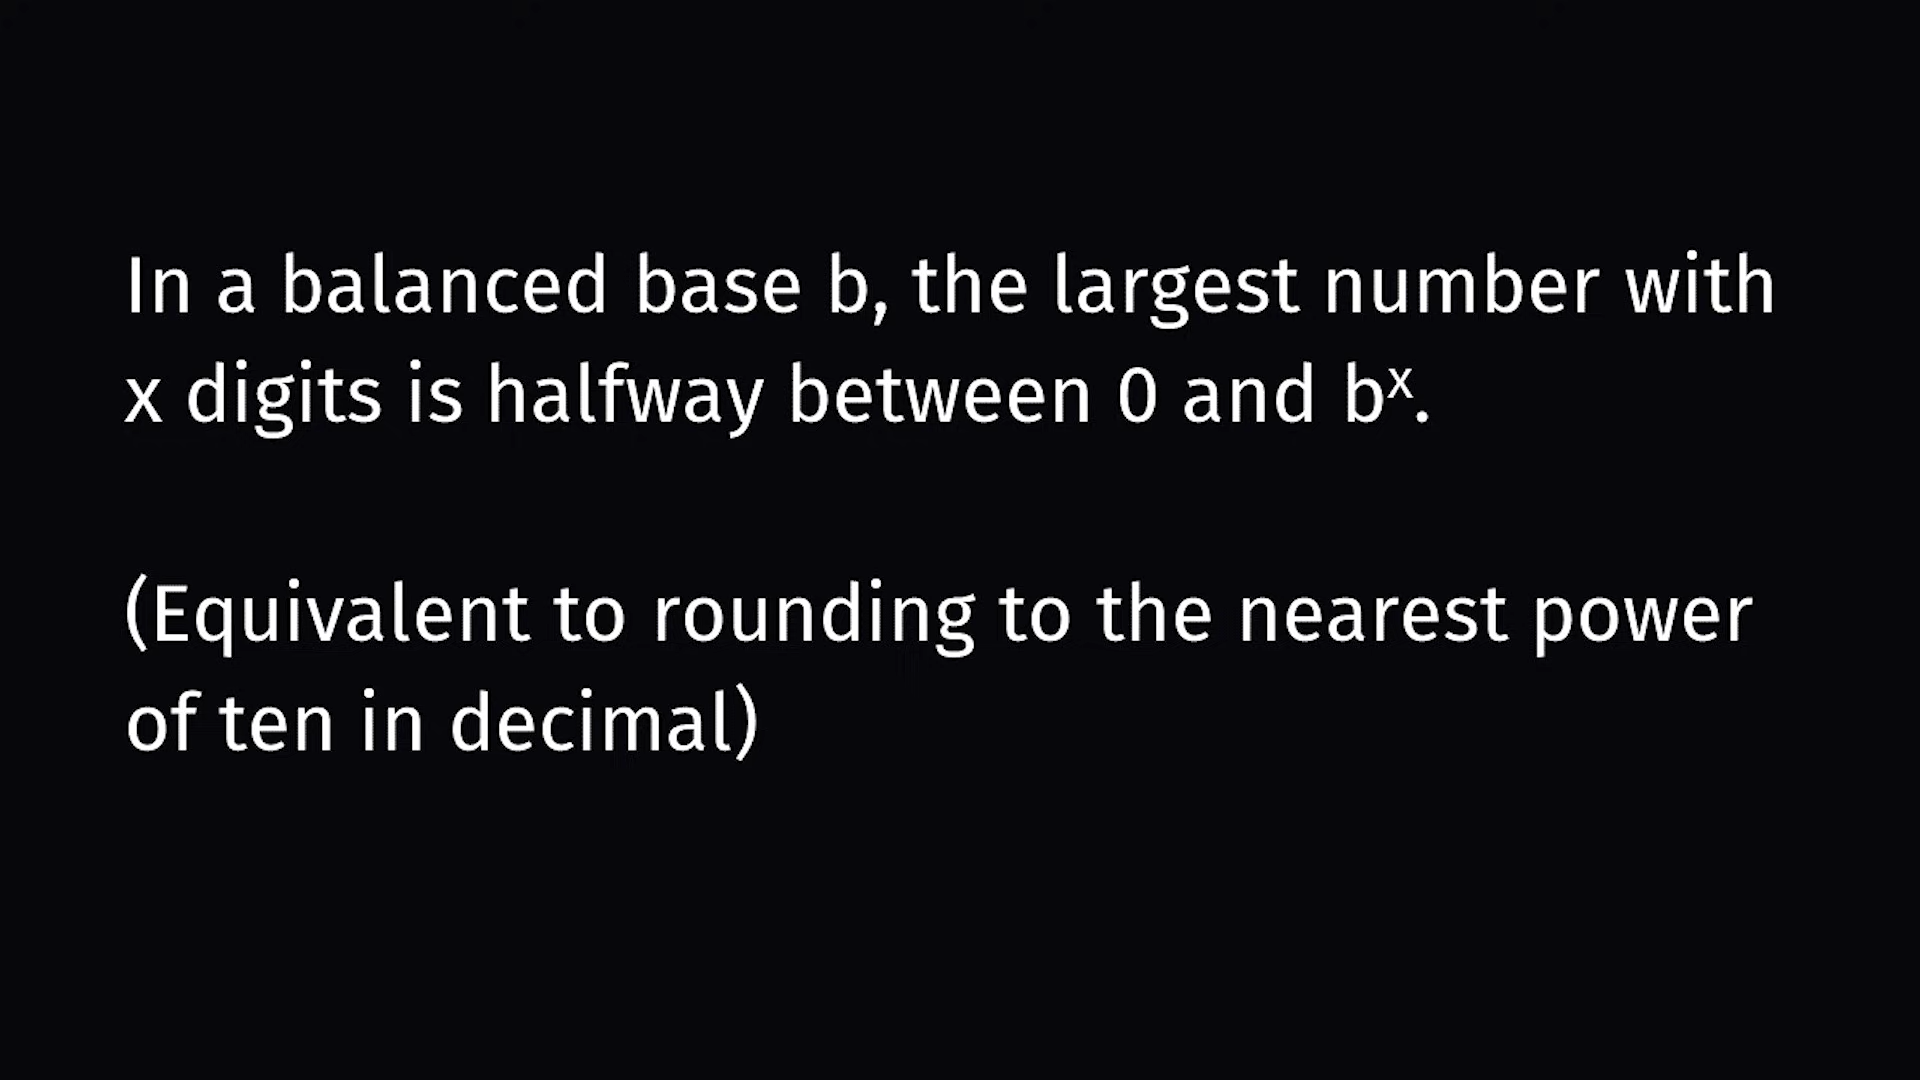 In a balanced base b, the largest number with
x digits is halfway between 0 and bˣ.
(Equivalent to rounding to the nearest power
of ten in decimal)